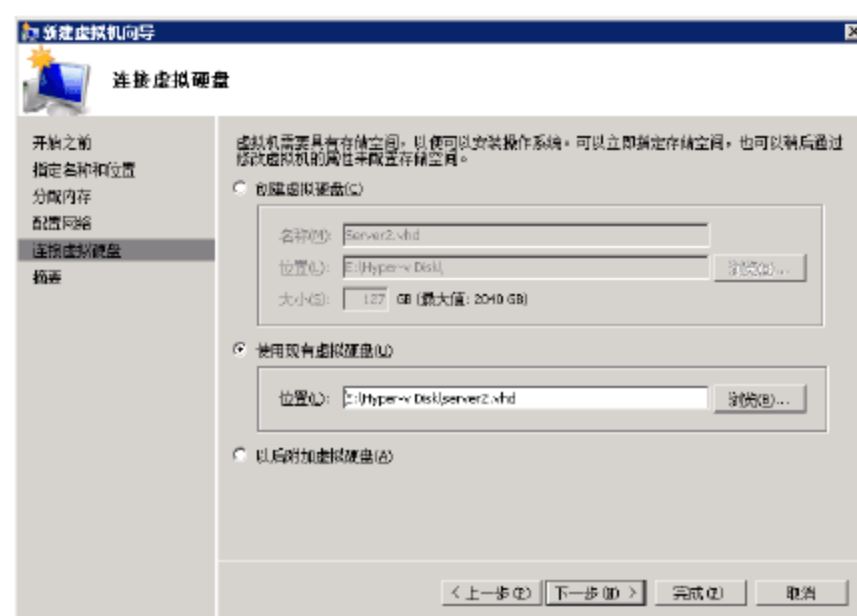 新建虚拟机向导
连接虚拟硬盘
开始之前
指定名称和位置
分配内存
配置网络
连接虚拟硬盘
摘要
虚拟机需要具有存储空间，以便可以安装操作系统。可以立即指定存储空间，也可以稍后通过
修改虚拟机的属性来配置存储空间。
创建虚拟硬盘(C)
名称(M): Server2.vhd
位置(L): E:\Hyper-v Disk\ 浏览(B)...
大小(S): 127 GB (最大值: 2040 GB)
使用现有虚拟硬盘(U)
位置(L): E:\Hyper-v Disk\server2.vhd 浏览(B)...
以后附加虚拟硬盘(A)
< 上一步(P) 下一步(N) > 完成(F) 取消